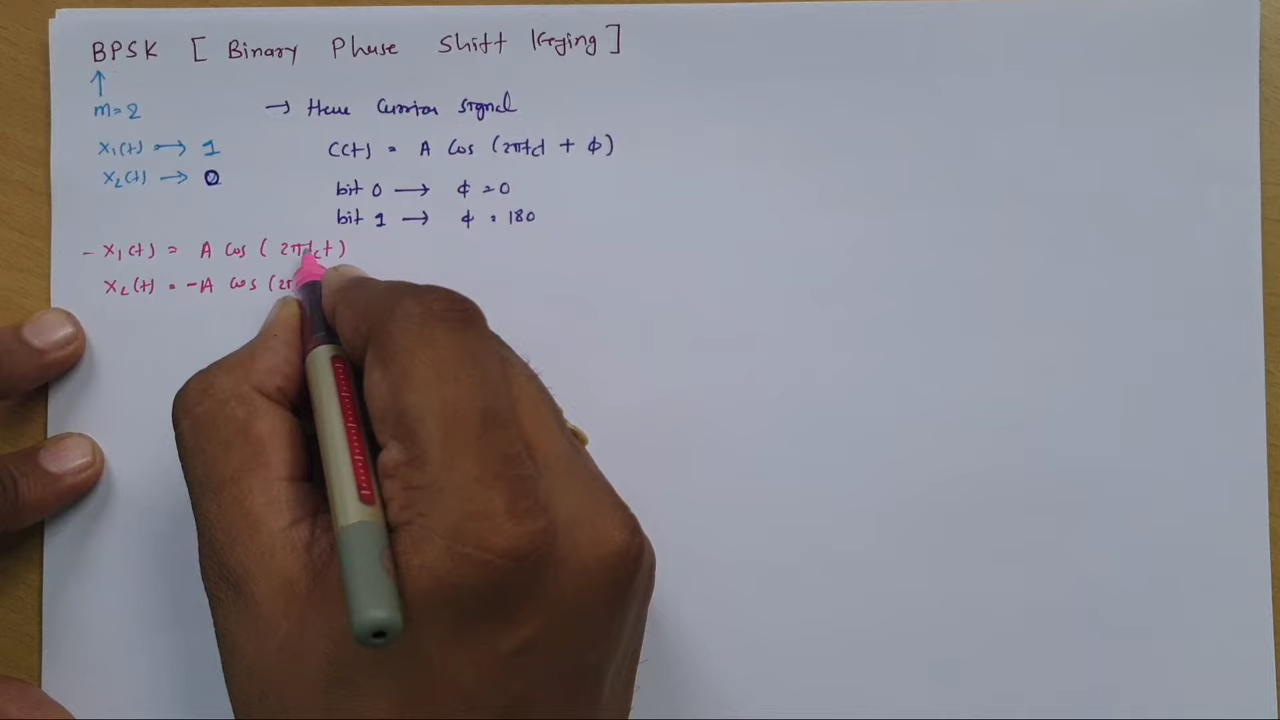 BPSK [ Binary Phase Shift Keying ]
↑
m=2
→ Here Carrier signal
x₁(t) → 1
C(t) = A Cos (2πfct + ϕ)
x₂(t) → 0
bit 0 → ϕ = 0
bit 1 → ϕ = 180
- x₁(t) = A Cos ( 2πfct)
x₂(t) = -A Cos (2π